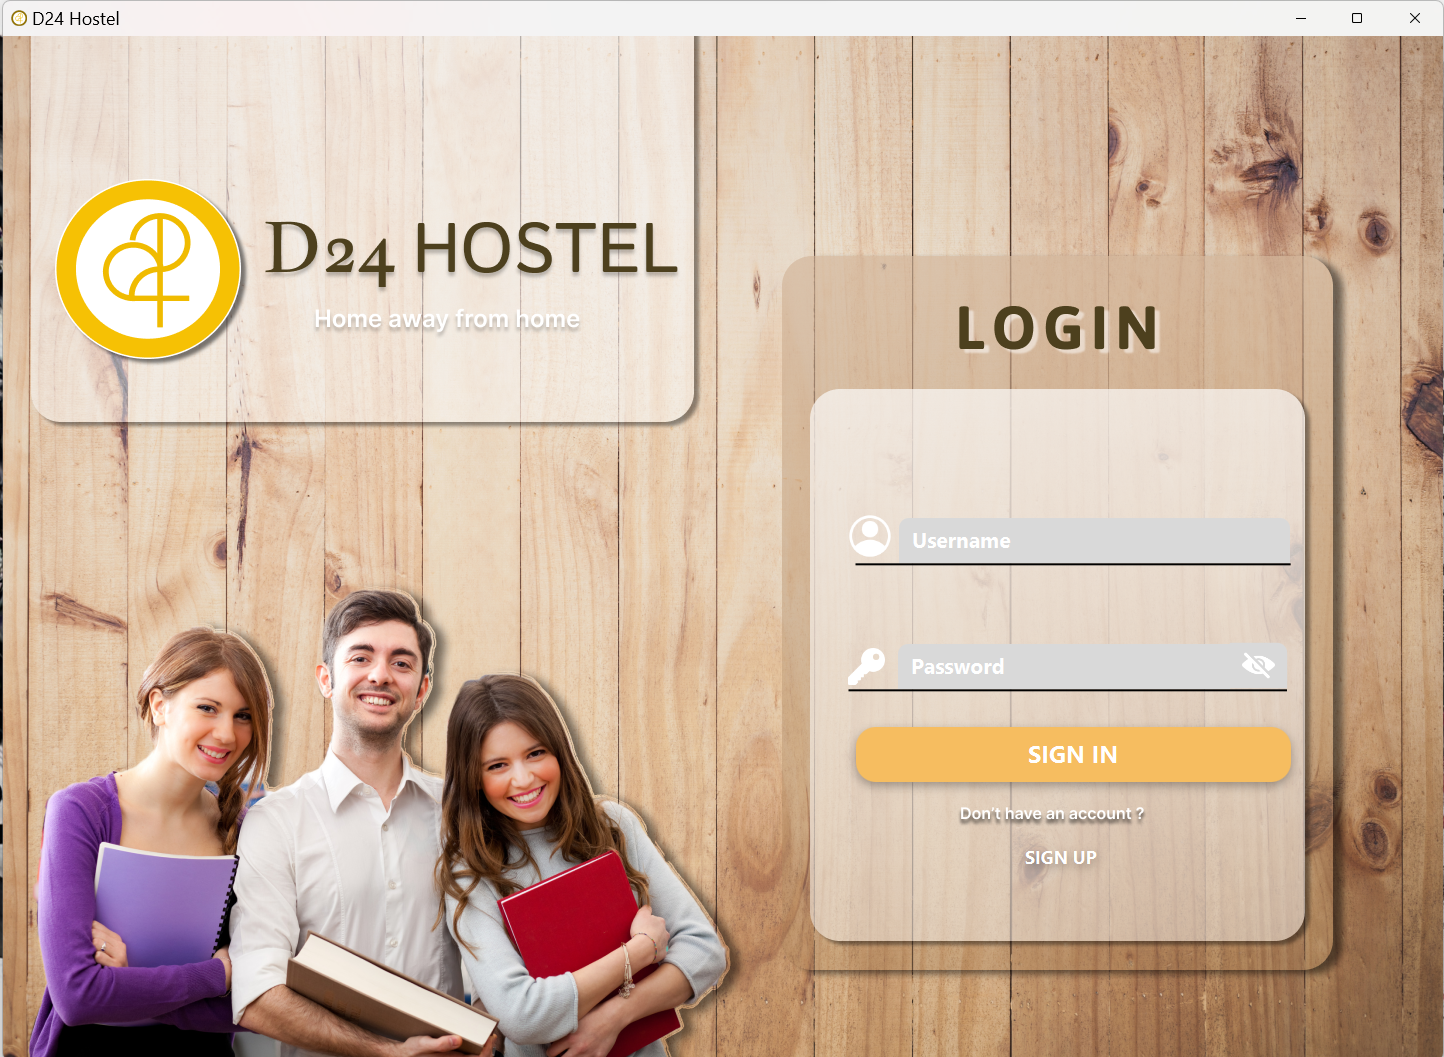 D24 Hostel
D24 HOSTEL
Home away from home
LOGIN
Username
Password
SIGN IN
Don't have an account ?
SIGN UP